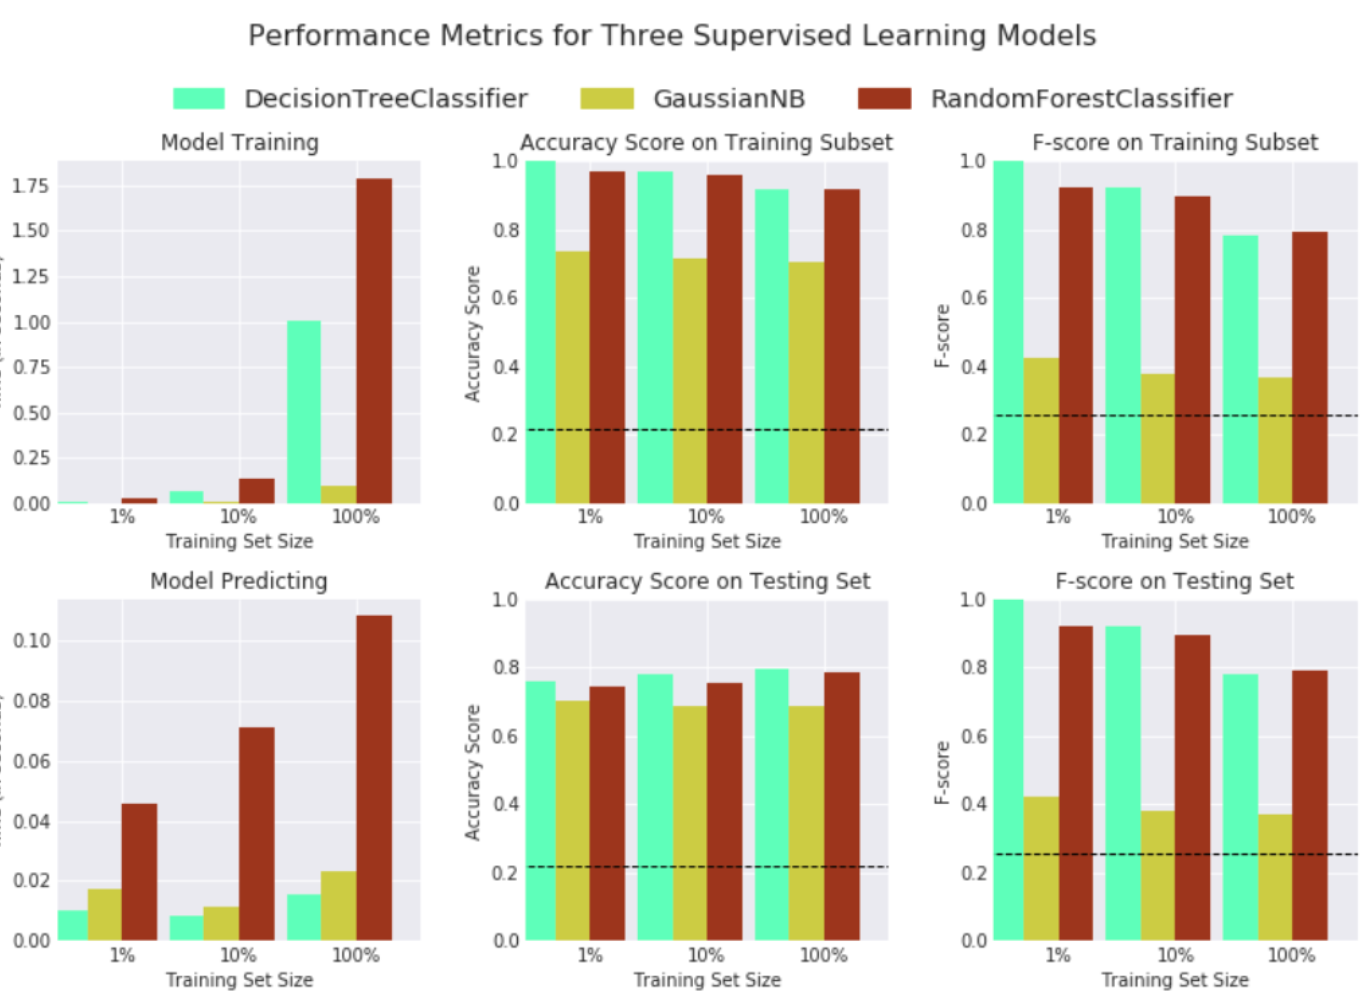 Performance Metrics for Three Supervised Learning Models
DecisionTreeClassifier GaussianNB RandomForestClassifier
Model Training
1.75
1.50
1.25
1.00
0.75
0.50
0.25
0.00
1% 10% 100%
Training Set Size
Accuracy Score on Training Subset
Accuracy Score
1.0
0.8
0.6
0.4
0.2
0.0
1% 10% 100%
Training Set Size
F-score on Training Subset
F-score
1.0
0.8
0.6
0.4
0.2
0.0
1% 10% 100%
Training Set Size
Model Predicting
0.10
0.08
0.06
0.04
0.02
0.00
1% 10% 100%
Training Set Size
Accuracy Score on Testing Set
Accuracy Score
1.0
0.8
0.6
0.4
0.2
0.0
1% 10% 100%
Training Set Size
F-score on Testing Set
F-score
1.0
0.8
0.6
0.4
0.2
0.0
1% 10% 100%
Training Set Size